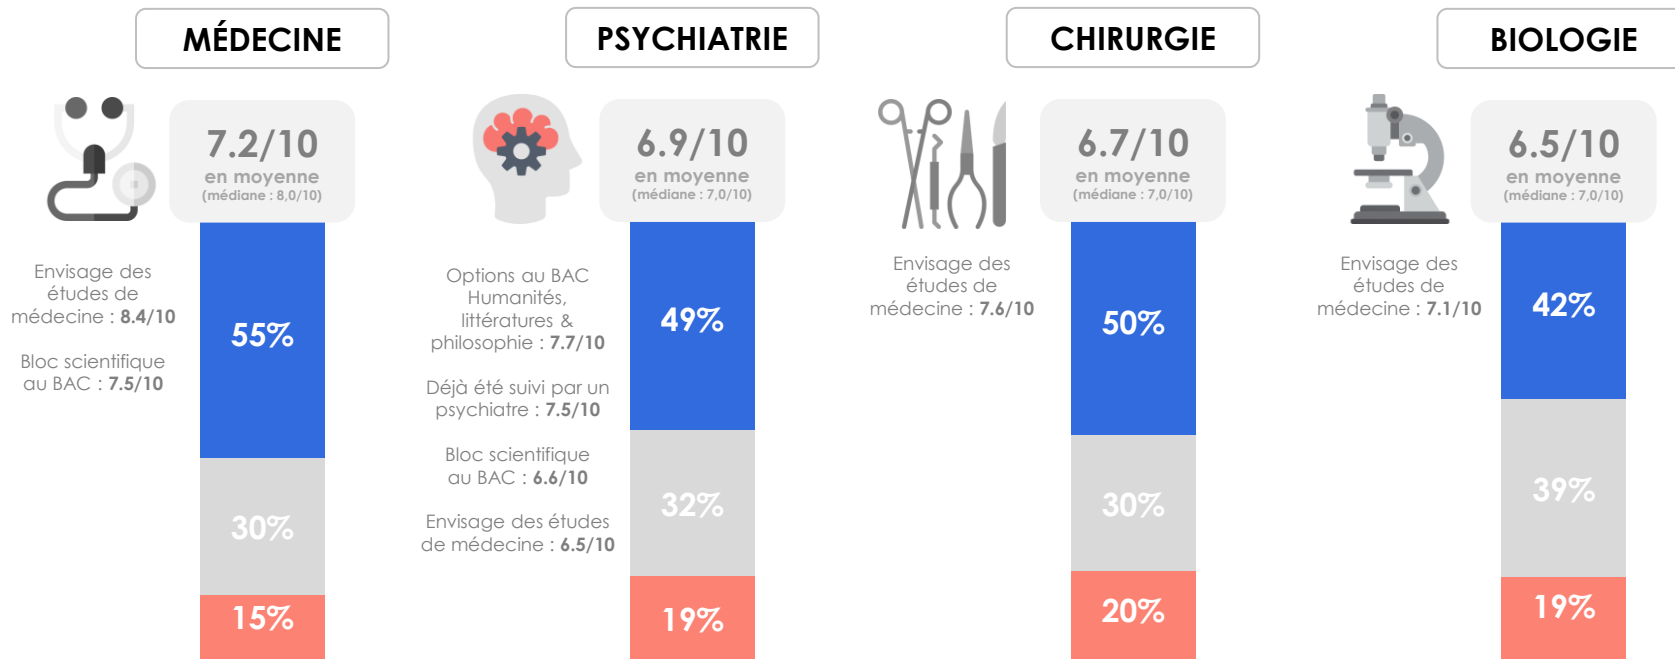 MÉDECINE
7.2/10
en moyenne
(médiane : 8,0/10)
Envisage des
études de
médecine : 8.4/10
Bloc scientifique
au BAC : 7.5/10
55%
30%
15%
PSYCHIATRIE
6.9/10
en moyenne
(médiane : 7,0/10)
Options au BAC
Humanités,
littératures &
philosophie : 7.7/10
Déjà été suivi par un
psychiatre : 7.5/10
Bloc scientifique
au BAC : 6.6/10
Envisage des études
de médecine : 6.5/10
49%
32%
19%
CHIRURGIE
6.7/10
en moyenne
(médiane : 7,0/10)
Envisage des
études de
médecine : 7.6/10
50%
30%
20%
BIOLOGIE
6.5/10
en moyenne
(médiane : 7,0/10)
Envisage des
études de
médecine : 7.1/10
42%
39%
19%